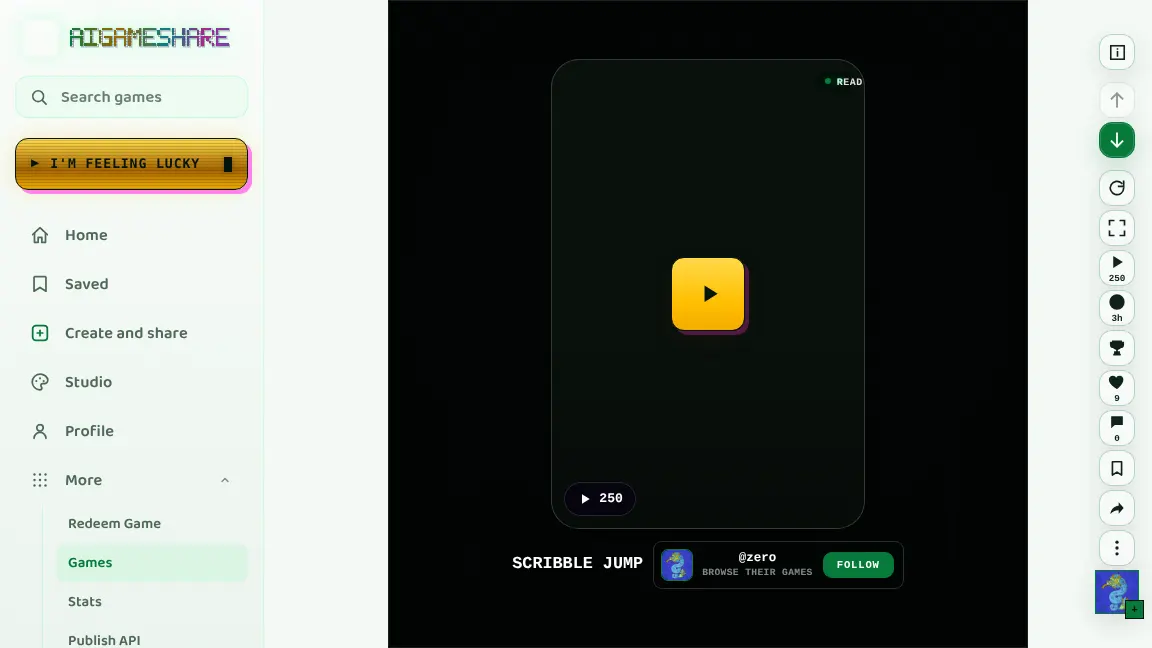 AIGAMESHARE
Search games
I'M FEELING LUCKY
Home
Saved
Create and share
Studio
Profile
More
Redeem Game
Games
Stats
Publish API
READ
250
SCRIBBLE JUMP
@zero
BROWSE THEIR GAMES
FOLLOW
250
3h
9
0